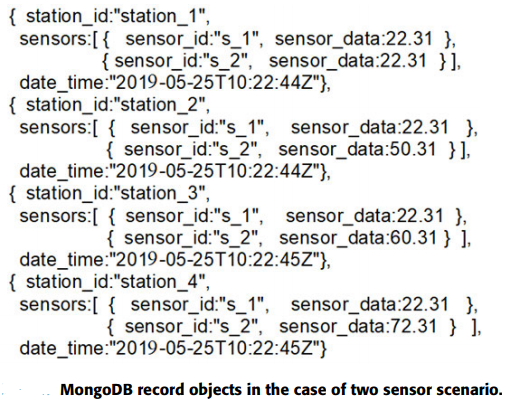 { station_id:"station_1",
sensors:[ { sensor_id:"s_1", sensor_data:22.31 },
{ sensor_id:"s_2", sensor_data:22.31 } ],
date_time:"2019-05-25T10:22:44Z"},
{ station_id:"station_2",
sensors:[ { sensor_id:"s_1", sensor_data:22.31 },
{ sensor_id:"s_2", sensor_data:50.31 } ],
date_time:"2019-05-25T10:22:44Z"},
{ station_id:"station_3",
sensors:[ { sensor_id:"s_1", sensor_data:22.31 },
{ sensor_id:"s_2", sensor_data:60.31 } ],
date_time:"2019-05-25T10:22:45Z"},
{ station_id:"station_4",
sensors:[ { sensor_id:"s_1", sensor_data:22.31 },
{ sensor_id:"s_2", sensor_data:72.31 } ],
date_time:"2019-05-25T10:22:45Z"}
MongoDB record objects in the case of two sensor scenario.